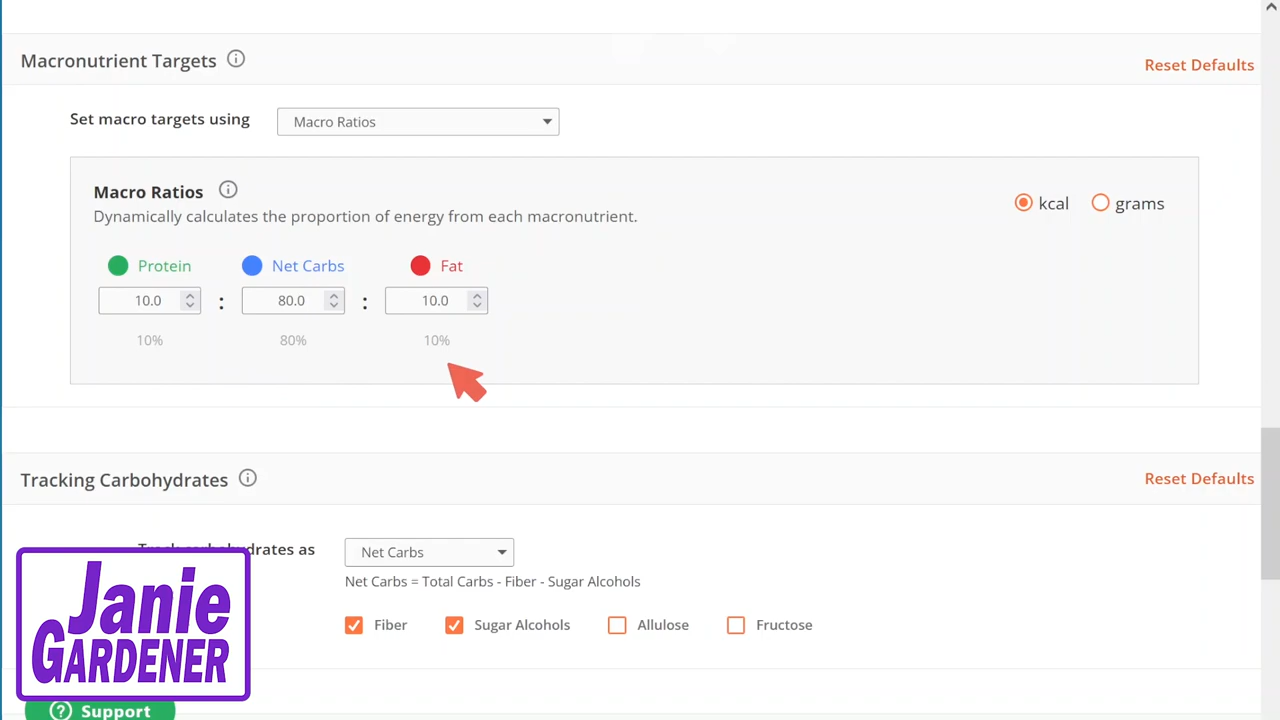 Macronutrient Targets
Reset Defaults
Set macro targets using
Macro Ratios
Macro Ratios
Dynamically calculates the proportion of energy from each macronutrient.
kcal
grams
Protein
Net Carbs
Fat
10.0 : 80.0 : 10.0
10%
80%
10%
Tracking Carbohydrates
Reset Defaults
Track carbohydrates as
Net Carbs
Net Carbs = Total Carbs - Fiber - Sugar Alcohols
Fiber
Sugar Alcohols
Allulose
Fructose
Janie
GARDENER
Support